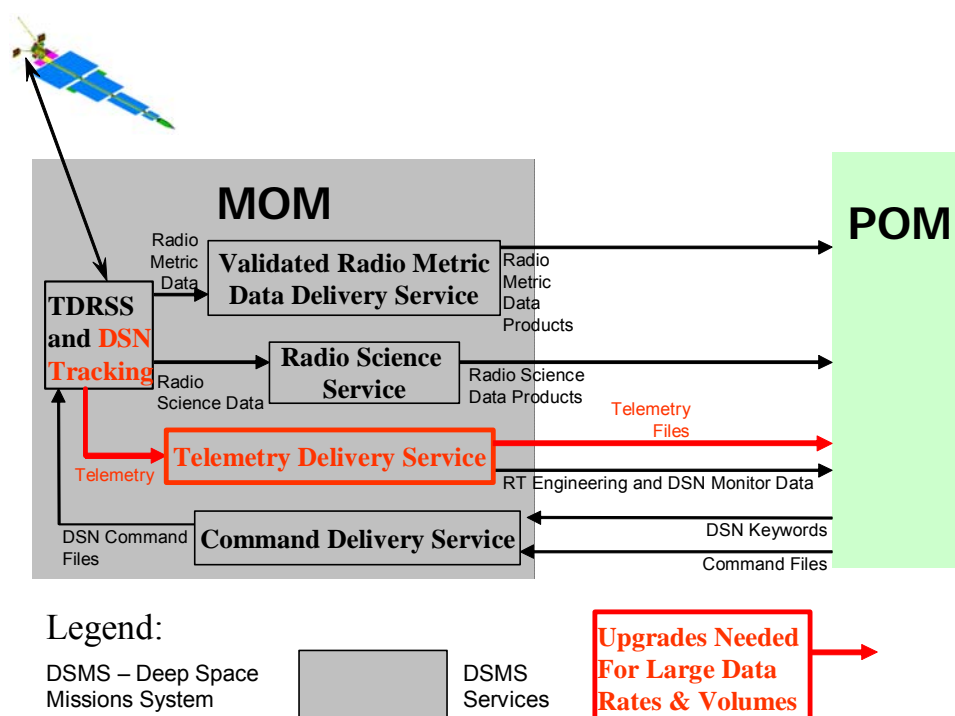 MOM
POM
Radio
Metric
Data
Validated Radio Metric
Data Delivery Service
Radio
Metric
Data
Products
TDRSS
and DSN
Tracking
Radio
Science Data
Radio Science
Service
Radio Science
Data Products
Telemetry
Files
Telemetry
Telemetry Delivery Service
RT Engineering and DSN Monitor Data
DSN Command
Files
Command Delivery Service
DSN Keywords
Command Files
Legend:
DSMS – Deep Space
Missions System
DSMS
Services
Upgrades Needed
For Large Data
Rates & Volumes